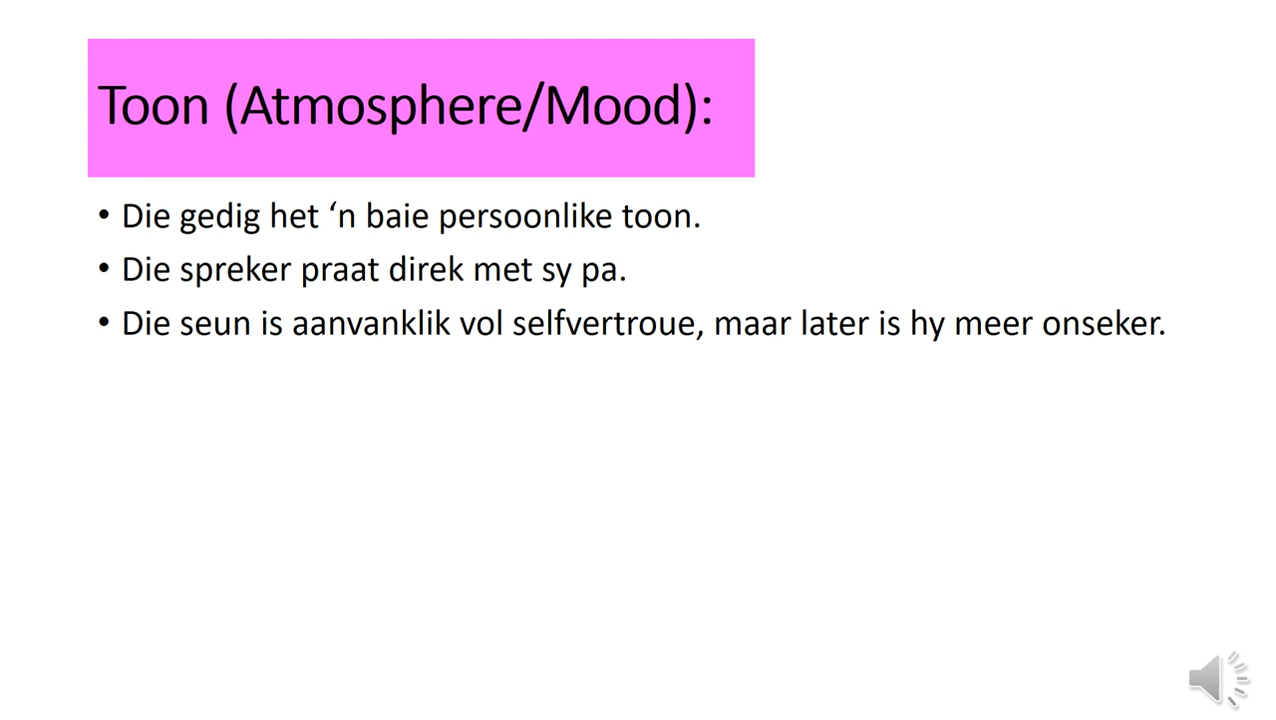 Toon (Atmosphere/Mood):
• Die gedig het ‘n baie persoonlike toon.
• Die spreker praat direk met sy pa.
• Die seun is aanvanklik vol selfvertroue, maar later is hy meer onseker.